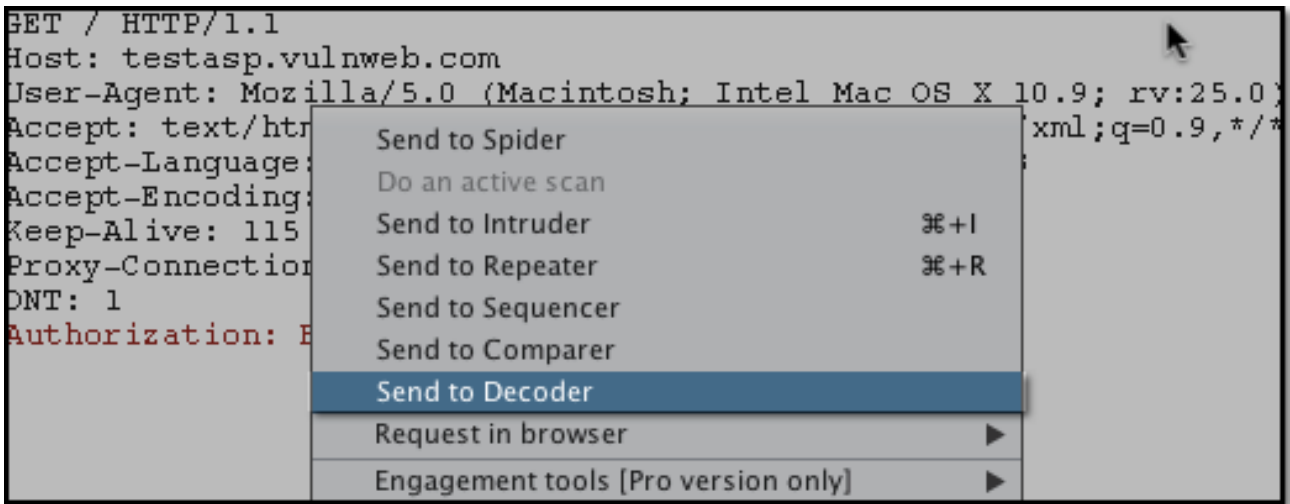 GET / HTTP/1.1
Host: testasp.vulnweb.com
User-Agent: Mozilla/5.0 (Macintosh; Intel Mac OS X 10.9; rv:25.0)
Accept: text/htm xml;q=0.9,*/*
Accept-Language:
Accept-Encoding:
Keep-Alive: 115
Proxy-Connection
DNT: 1
Authorization:
Send to Spider
Do an active scan
Send to Intruder ⌘+I
Send to Repeater ⌘+R
Send to Sequencer
Send to Comparer
Send to Decoder
Request in browser ▶
Engagement tools [Pro version only] ▶